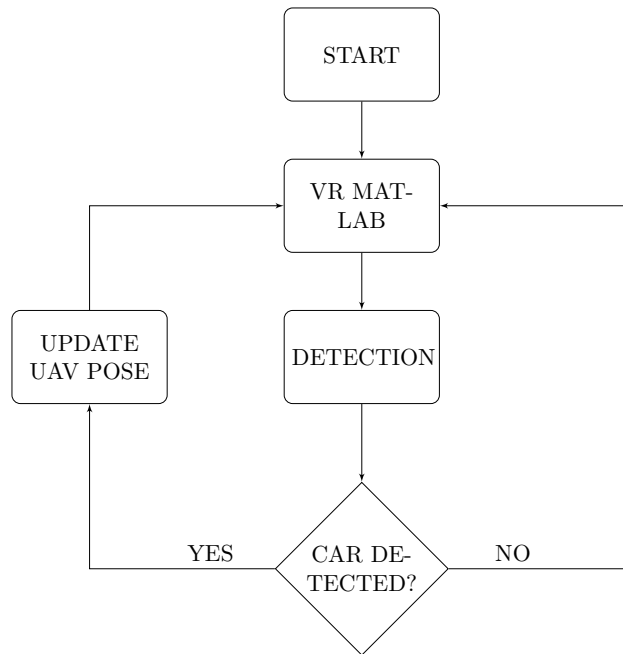 START
VR MAT-
LAB
UPDATE
UAV POSE
DETECTION
YES
CAR DE-
TECTED?
NO